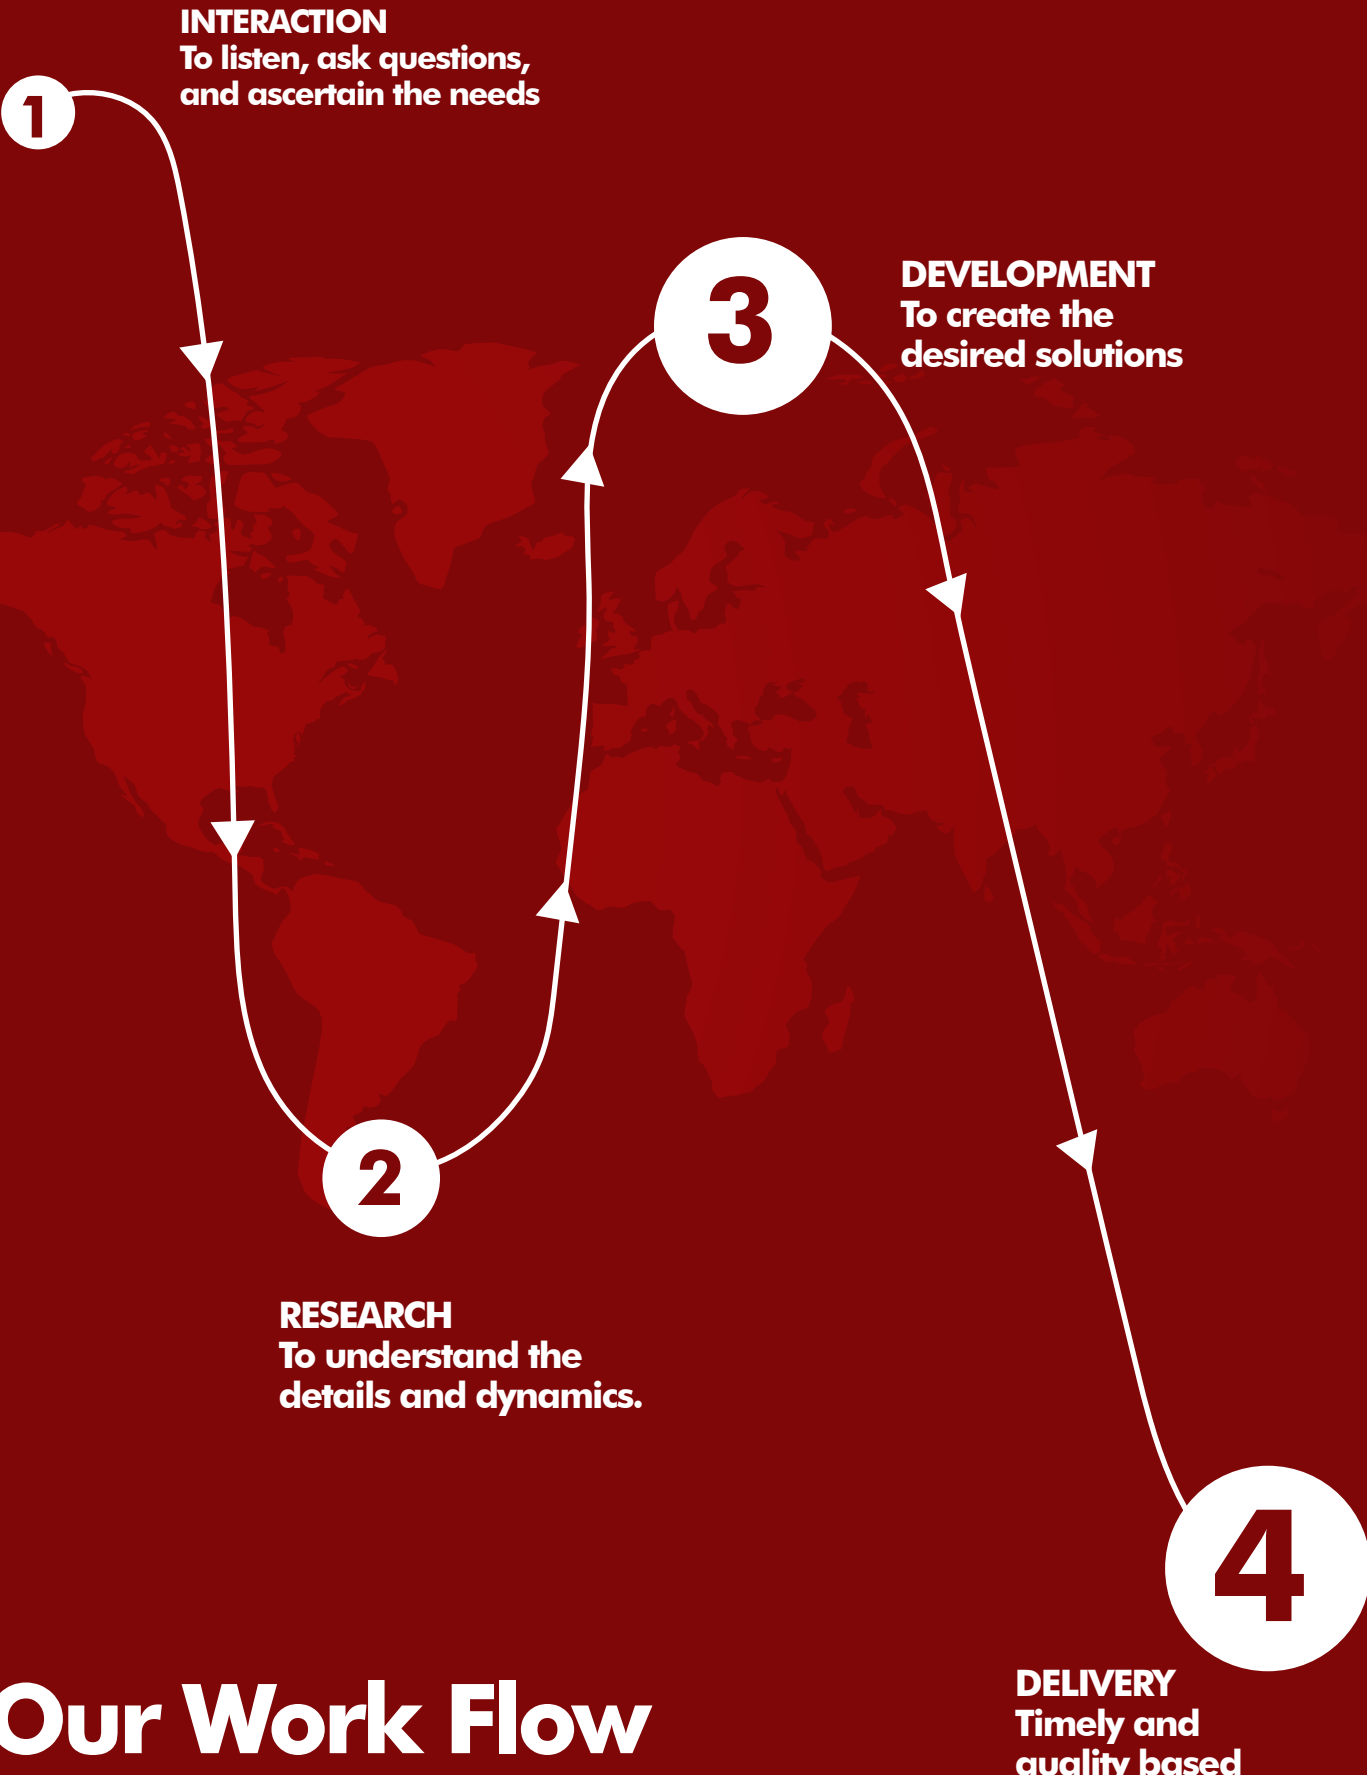 1
INTERACTION
To listen, ask questions,
and ascertain the needs
2
RESEARCH
To understand the
details and dynamics.
3
DEVELOPMENT
To create the
desired solutions
4
DELIVERY
Timely and
quality based
Our Work Flow